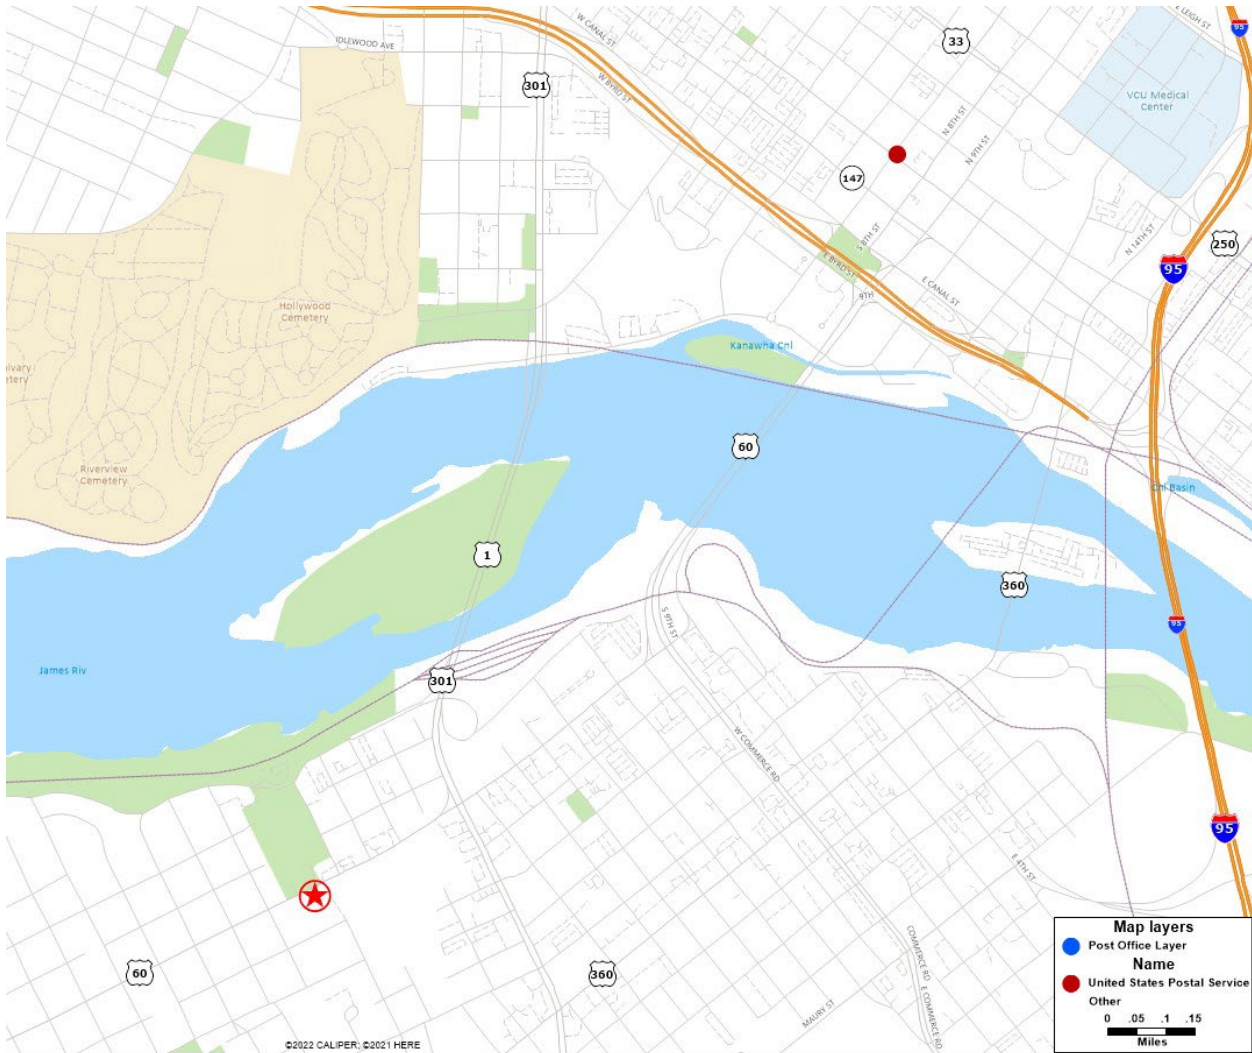 E LEIGH ST
95
W CANAL ST
33
IDLEWOOD AVE
W BYRD ST
301
VCU Medical
Center
N 8TH ST
N 9TH ST
147
S 8TH ST
N 14TH ST
250
E BYRD ST
95
E CANAL ST
9TH
Hollywood
Cemetery
Kanawha Cnl
alvary
etery
60
Riverview
Cemetery
Cnl Basin
1
360
S 9TH ST
95
James Riv
301
W COMMERCE RD
95
E 4TH ST
60
360
COMMERCE RD
E COMMERCE RD
MAURY ST
Map layers
Post Office Layer
Name
United States Postal Service
Other
0 .05 .1 .15
Miles
©2022 CALIPER; ©2021 HERE